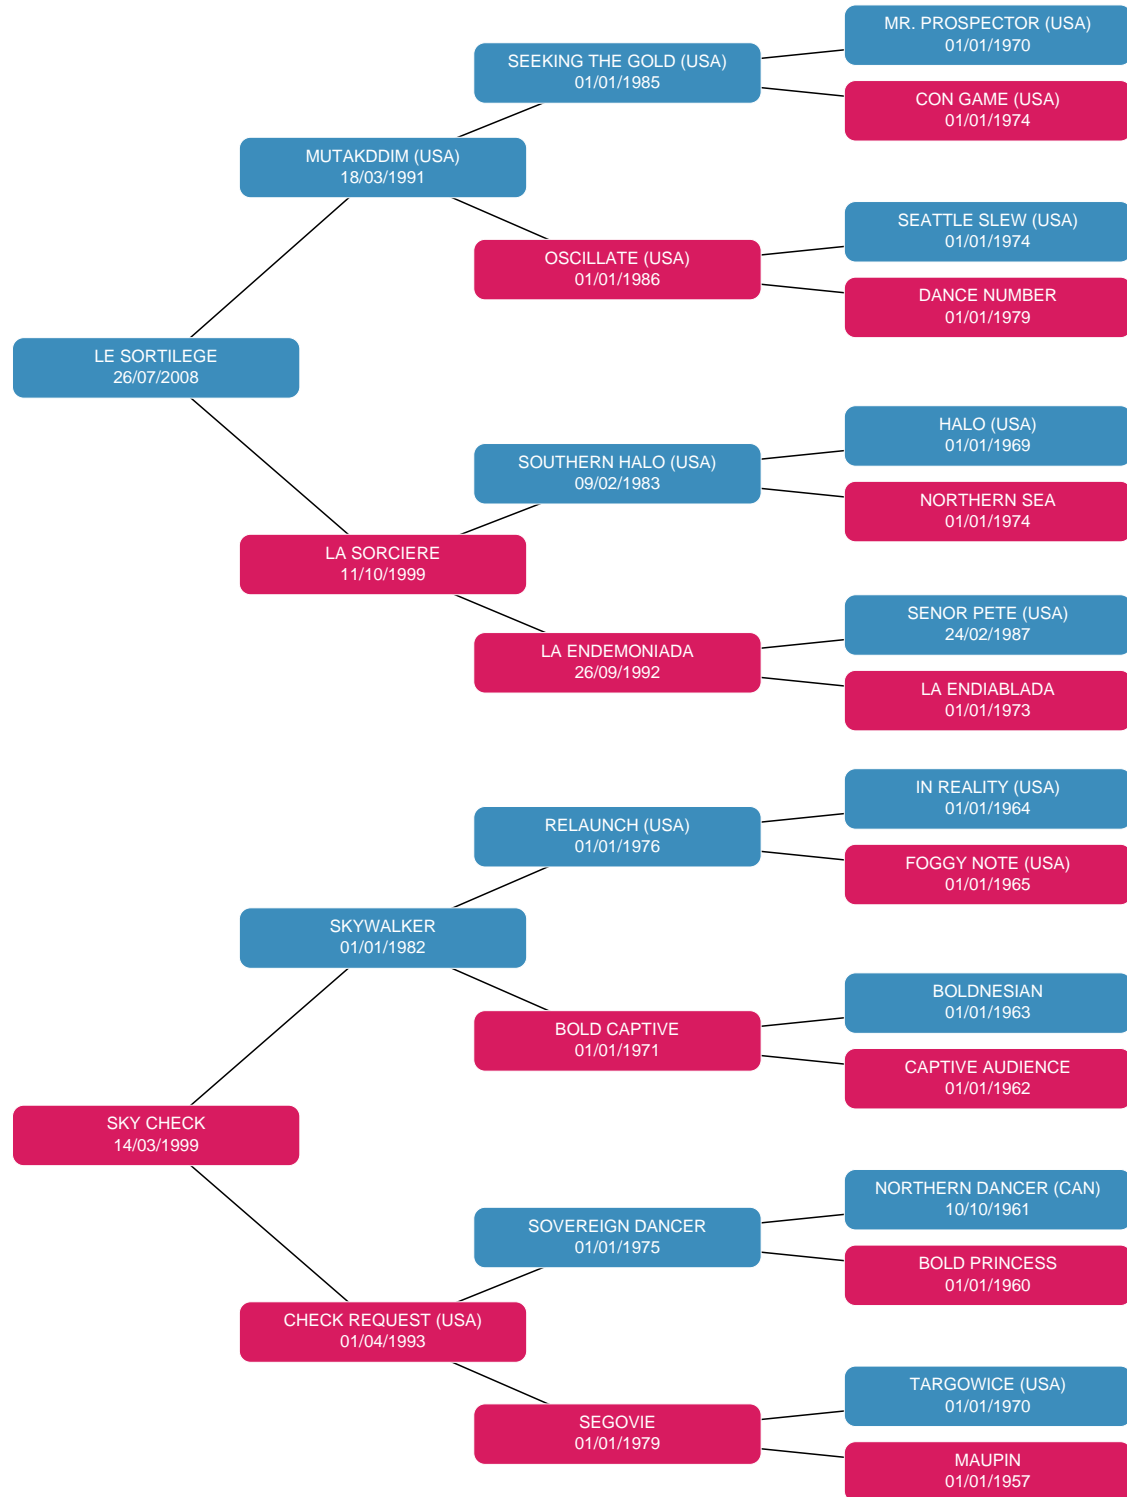 MR. PROSPECTOR (USA)
01/01/1970
SEEKING THE GOLD (USA)
01/01/1985
CON GAME (USA)
01/01/1974
MUTAKDDIM (USA)
18/03/1991
SEATTLE SLEW (USA)
01/01/1974
OSCILLATE (USA)
01/01/1986
DANCE NUMBER
01/01/1979
LE SORTILEGE
26/07/2008
HALO (USA)
01/01/1969
SOUTHERN HALO (USA)
09/02/1983
NORTHERN SEA
01/01/1974
LA SORCIERE
11/10/1999
SENOR PETE (USA)
24/02/1987
LA ENDEMONIADA
26/09/1992
LA ENDIABLADA
01/01/1973
IN REALITY (USA)
01/01/1964
RELAUNCH (USA)
01/01/1976
FOGGY NOTE (USA)
01/01/1965
SKYWALKER
01/01/1982
BOLDNESIAN
01/01/1963
BOLD CAPTIVE
01/01/1971
CAPTIVE AUDIENCE
01/01/1962
SKY CHECK
14/03/1999
NORTHERN DANCER (CAN)
10/10/1961
SOVEREIGN DANCER
01/01/1975
BOLD PRINCESS
01/01/1960
CHECK REQUEST (USA)
01/04/1993
TARGOWICE (USA)
01/01/1970
SEGOVIE
01/01/1979
MAUPIN
01/01/1957